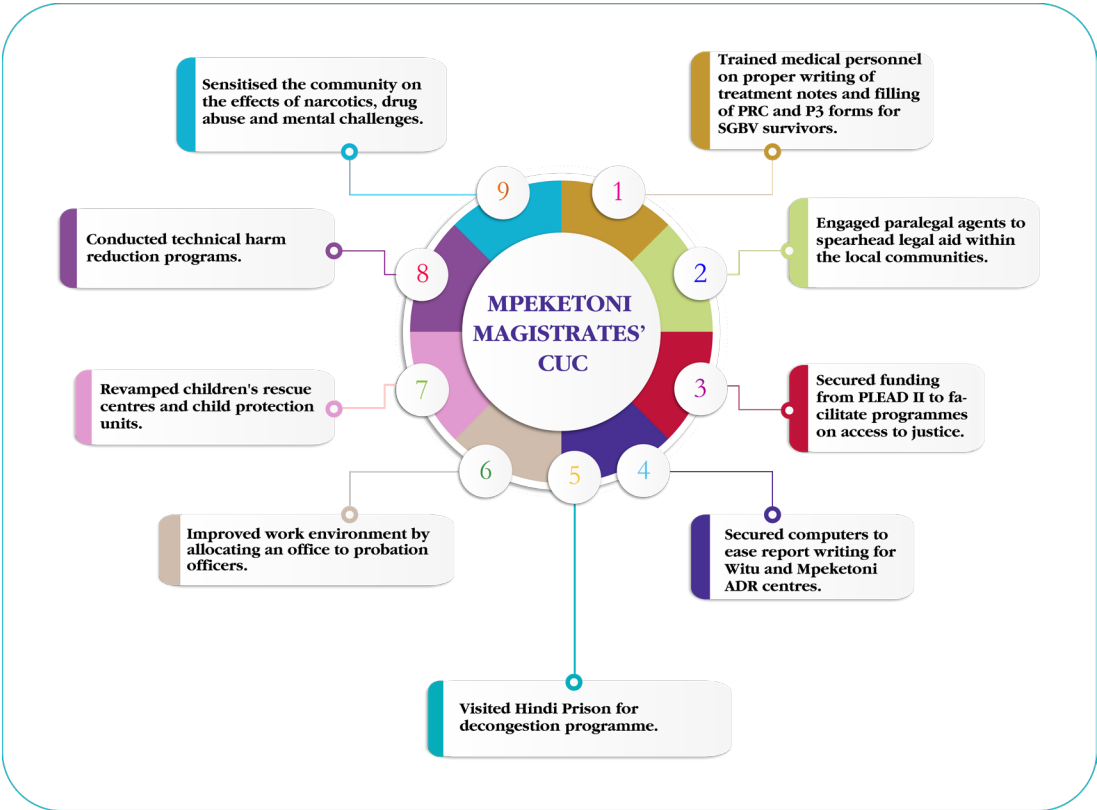 MPEKETONI
MAGISTRATES'
CUC
1
Trained medical personnel
on proper writing of
treatment notes and filling
of PRC and P3 forms for
SGBV survivors.
2
Engaged paralegal agents to
spearhead legal aid within
the local communities.
3
Secured funding
from PLEAD II to fa-
cilitate programmes
on access to justice.
4
Secured computers to
ease report writing for
Witu and Mpeketoni
ADR centres.
5
Visited Hindi Prison for
decongestion programme.
6
Improved work environment by
allocating an office to probation
officers.
7
Revamped children's rescue
centres and child protection
units.
8
Conducted technical harm
reduction programs.
9
Sensitised the community on
the effects of narcotics, drug
abuse and mental challenges.